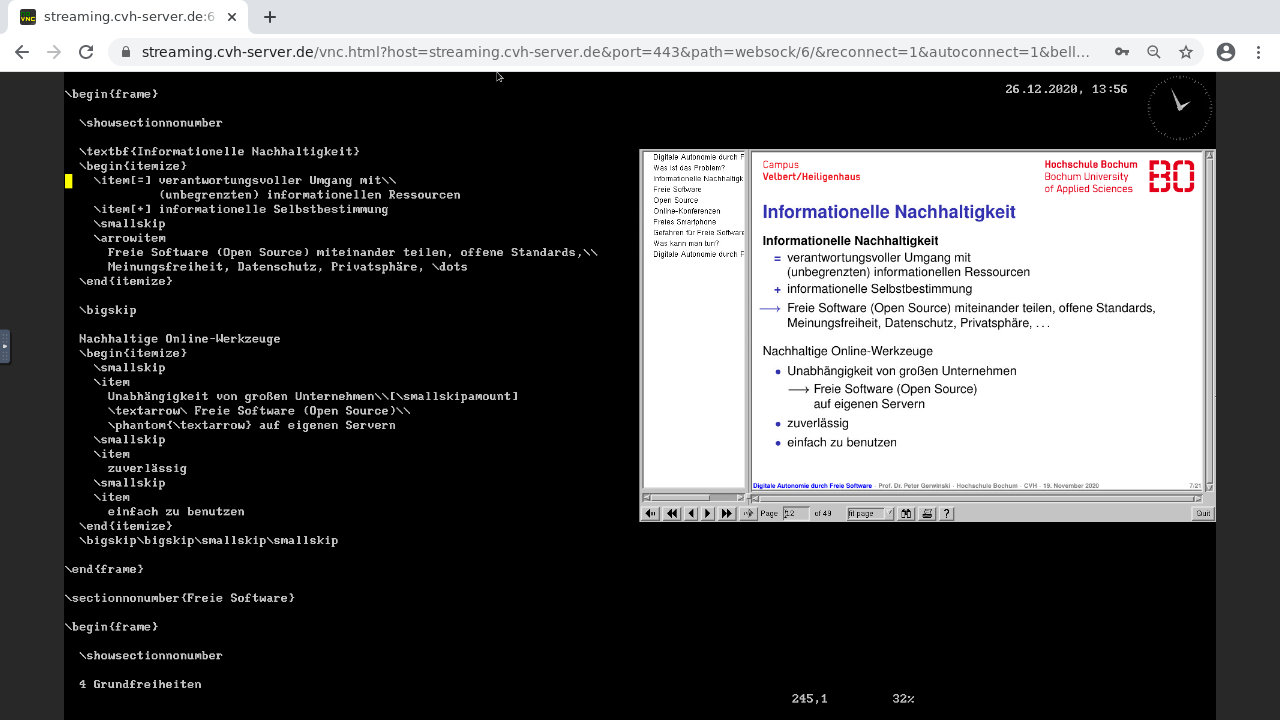 streaming.cvh-server.de:6
streaming.cvh-server.de/vnc.html?host=streaming.cvh-server.de&port=443&path=websock/6/&reconnect=1&autoconnect=1&bell...
\begin{frame}
26.12.2020, 13:56
\showsectionnonumber
\textbf{Informationelle Nachhaltigkeit}
\begin{itemize}
\item[=] verantwortungsvoller Umgang mit\\
(unbegrenzten) informationellen Ressourcen
\item[+] informationelle Selbstbestimmung
\smallskip
\arrowitem
Freie Software (Open Source) miteinander teilen, offene Standards,\\
Meinungsfreiheit, Datenschutz, Privatsphäre, \dots
\end{itemize}
\bigskip
Nachhaltige Online-Werkzeuge
\begin{itemize}
\smallskip
\item
Unabhängigkeit von großen Unternehmen\\[\smallskipamount]
\textarrow\ Freie Software (Open Source)\\
\phantom{\textarrow} auf eigenen Servern
\smallskip
\item
zuverlässig
\smallskip
\item
einfach zu benutzen
\end{itemize}
\bigskip\bigskip\smallskip\smallskip
\end{frame}
\sectionnonumber{Freie Software}
\begin{frame}
\showsectionnonumber
4 Grundfreiheiten
245,1 32%
Digitale Autonomie durch F
Was ist das Problem?
Informationelle Nachhaltigk
Freie Software
Open Source
Online-Konferenzen
Freies Smartphone
Gefahren für Freie Software
Was kann man tun?
Digitale Autonomie durch F
Campus
Velbert/Heiligenhaus
Hochschule Bochum
Bochum University
of Applied Sciences
BO
Informationelle Nachhaltigkeit
Informationelle Nachhaltigkeit
= verantwortungsvoller Umgang mit
(unbegrenzten) informationellen Ressourcen
+ informationelle Selbstbestimmung
⟶ Freie Software (Open Source) miteinander teilen, offene Standards,
Meinungsfreiheit, Datenschutz, Privatsphäre, . . .
Nachhaltige Online-Werkzeuge
• Unabhängigkeit von großen Unternehmen
⟶ Freie Software (Open Source)
auf eigenen Servern
• zuverlässig
• einfach zu benutzen
Digitale Autonomie durch Freie Software - Prof. Dr. Peter Gerwinski - Hochschule Bochum - CVH - 19. November 2020 7/21
Page 12 of 49 fit page ? Quit